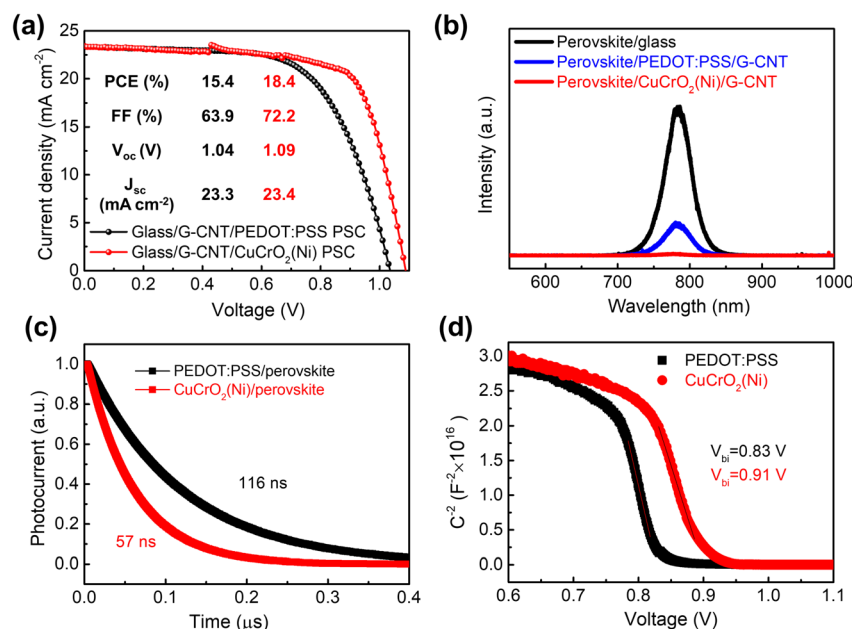 (a)
25
20
15
10
5
0
Current density (mA cm⁻²)
PCE (%) 15.4 18.4
FF (%) 63.9 72.2
Vₒc (V) 1.04 1.09
Jsc
(mA cm⁻²) 23.3 23.4
Glass/G-CNT/PEDOT:PSS PSC
Glass/G-CNT/CuCrO₂(Ni) PSC
0.0 0.2 0.4 0.6 0.8 1.0
Voltage (V)
(b)
Intensity (a.u.)
Perovskite/glass
Perovskite/PEDOT:PSS/G-CNT
Perovskite/CuCrO₂(Ni)/G-CNT
600 700 800 900 1000
Wavelength (nm)
(c)
1.0
0.8
0.6
0.4
0.2
0.0
Photocurrent (a.u.)
PEDOT:PSS/perovskite
CuCrO₂(Ni)/perovskite
116 ns
57 ns
0.0 0.1 0.2 0.3 0.4
Time (μs)
(d)
3.0
2.5
2.0
1.5
1.0
0.5
0.0
C⁻² (F⁻²×10¹⁶)
PEDOT:PSS
CuCrO₂(Ni)
Vbi=0.83 V
Vbi=0.91 V
0.6 0.7 0.8 0.9 1.0 1.1
Voltage (V)